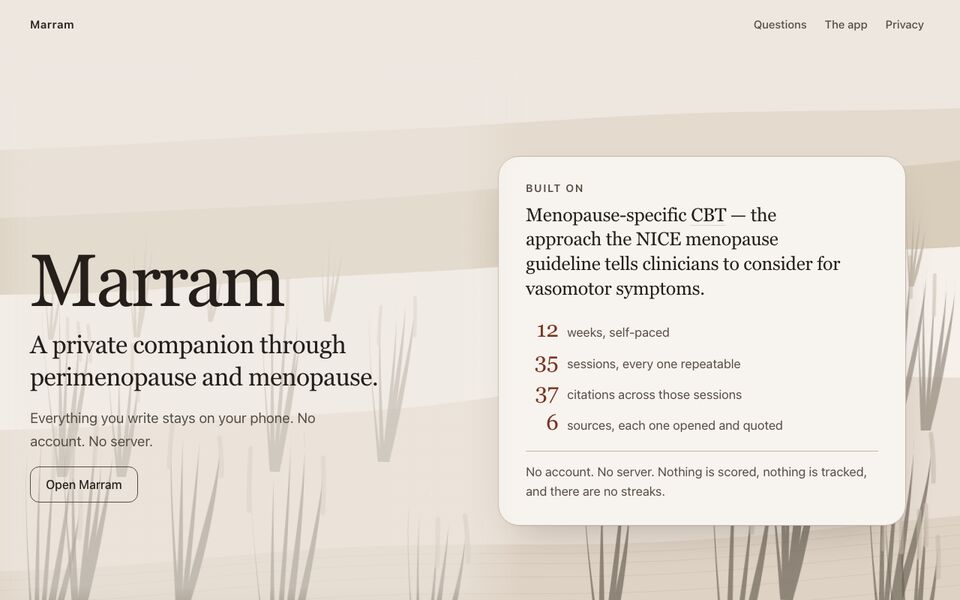 Marram
Questions The app Privacy
Marram
A private companion through
perimenopause and menopause.
Everything you write stays on your phone. No
account. No server.
Open Marram
BUILT ON
Menopause-specific CBT — the
approach the NICE menopause
guideline tells clinicians to consider for
vasomotor symptoms.
12 weeks, self-paced
35 sessions, every one repeatable
37 citations across those sessions
6 sources, each one opened and quoted
No account. No server. Nothing is scored, nothing is tracked,
and there are no streaks.